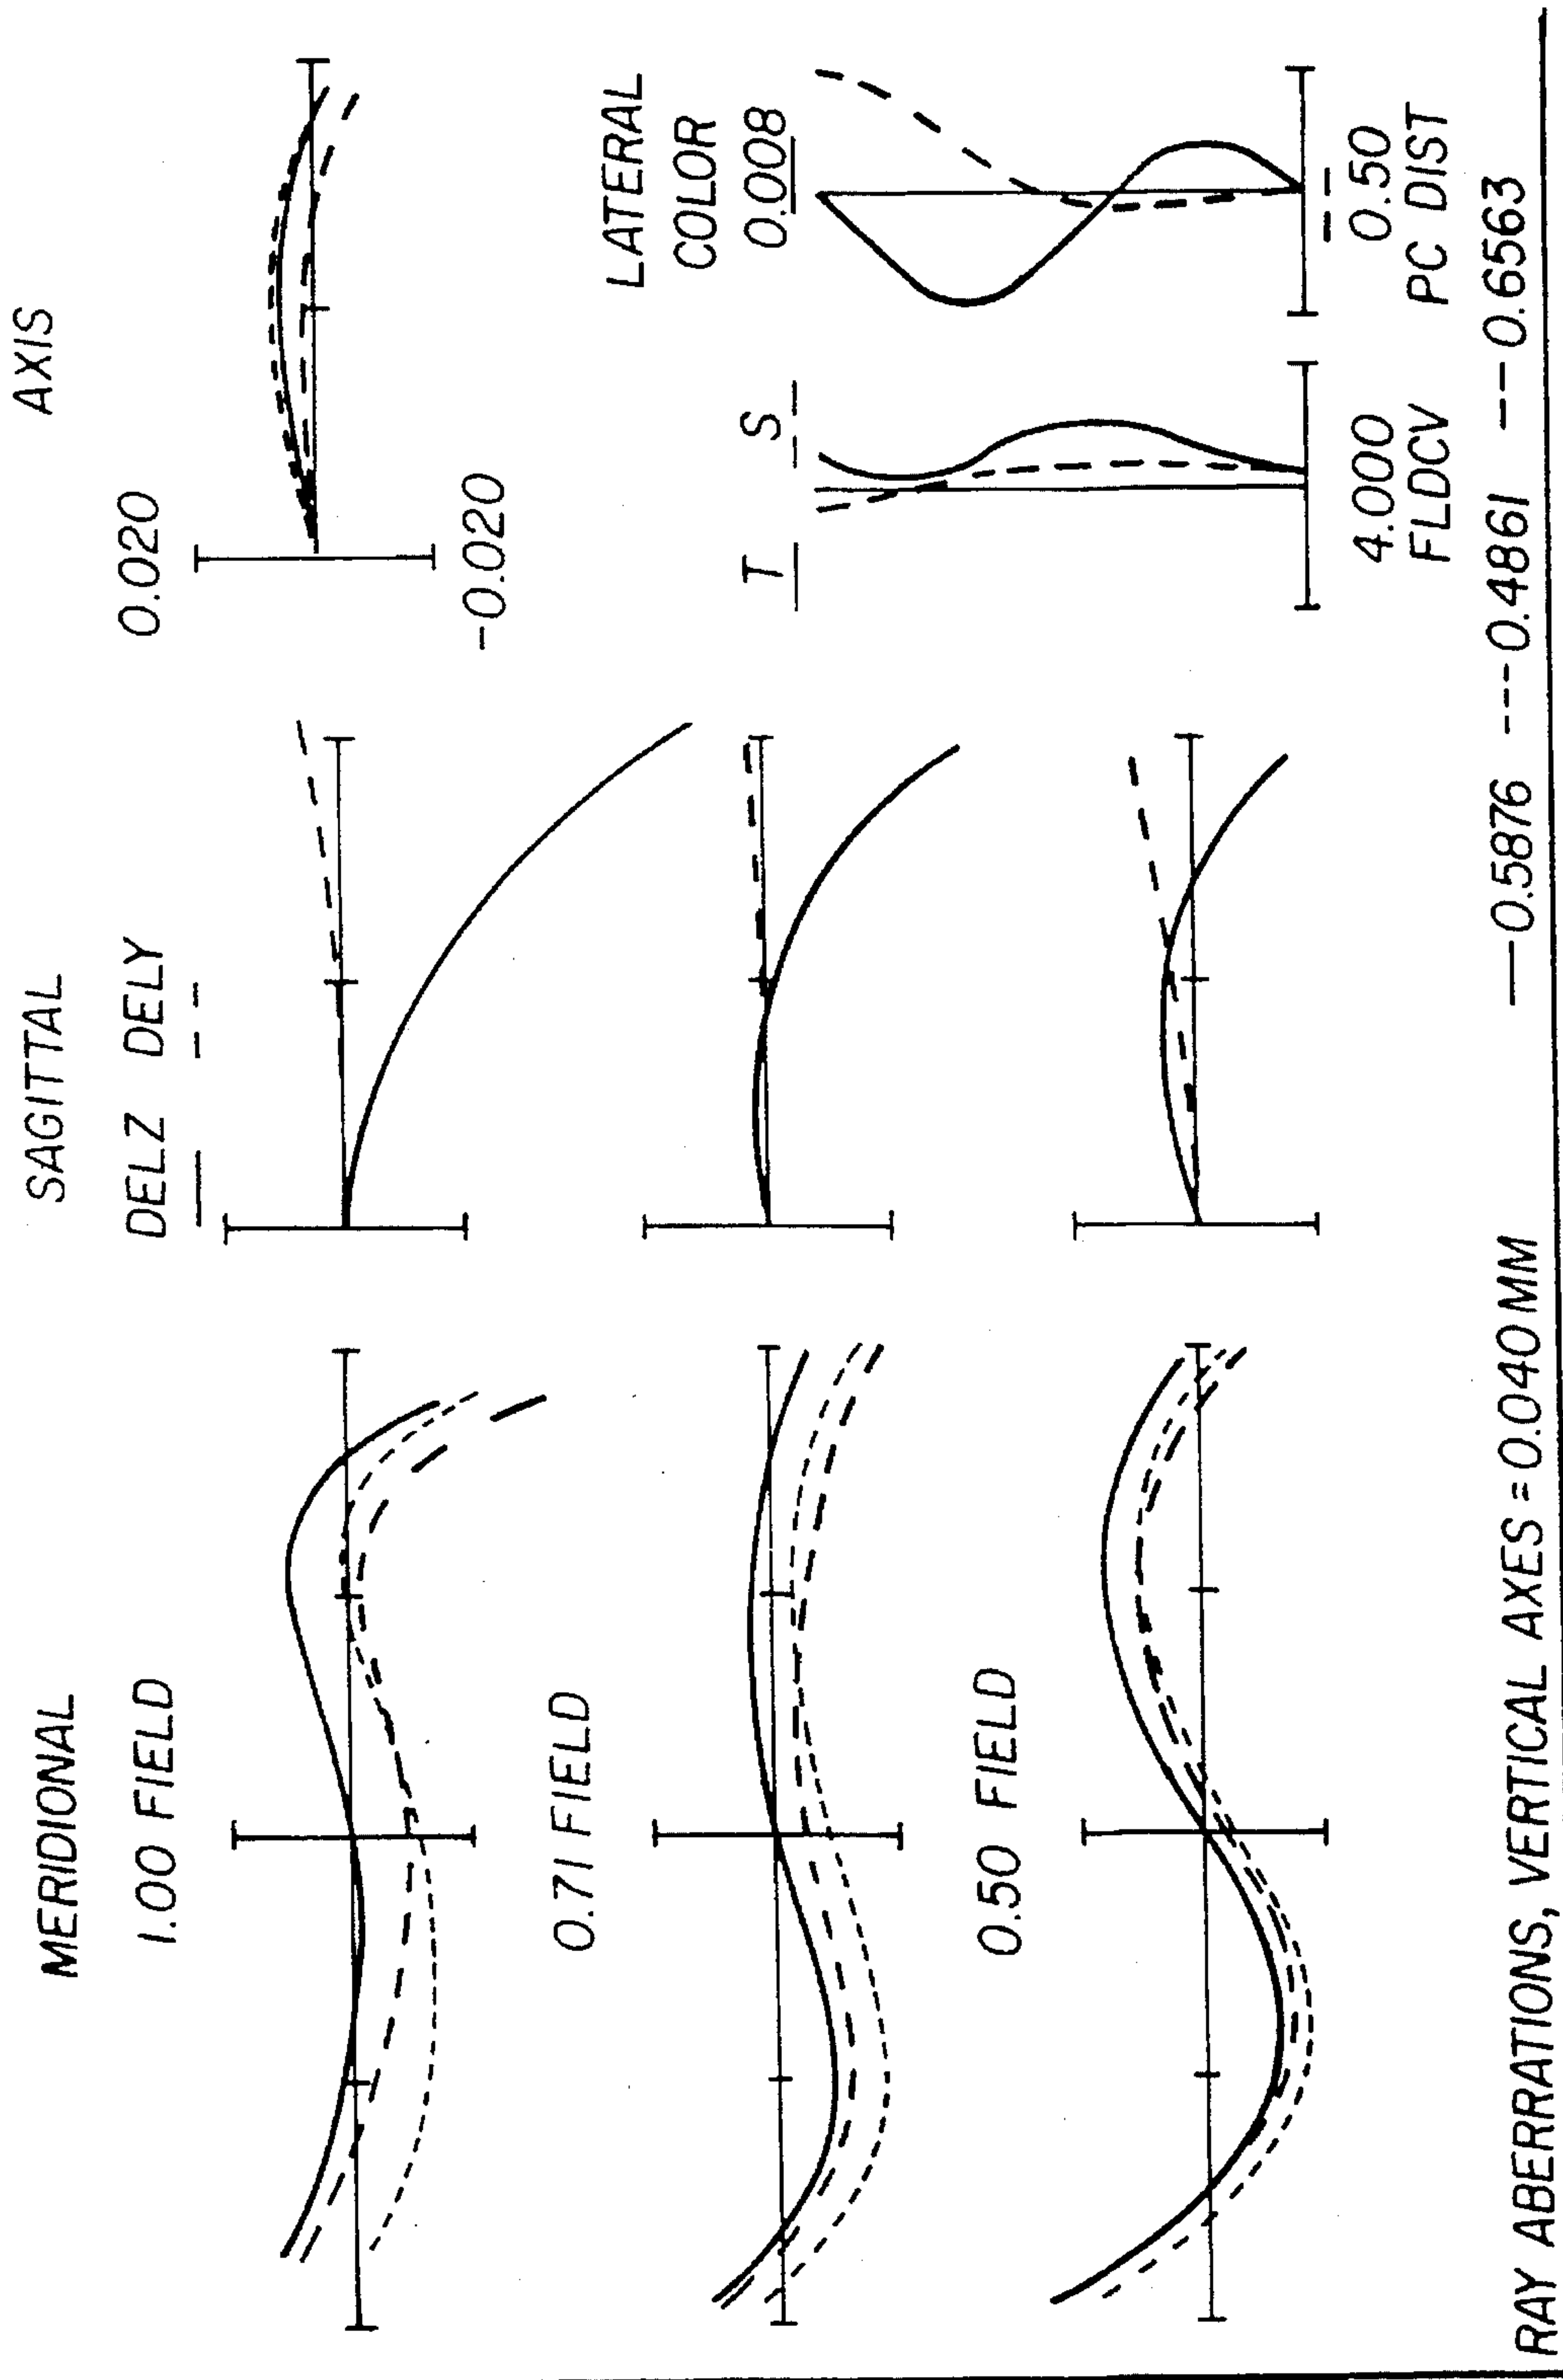 MERIDIONAL
SAGITTAL
AXIS
1.00 FIELD
DELZ DELY
0.020
-0.020
0.71 FIELD
0.50 FIELD
LATERAL
COLOR
0.008
T S
4.000
FLDCV
0.50
PC DIST
RAY ABERRATIONS, VERTICAL AXES = 0.040 MM
—0.5876 ---0.4861 --0.6563